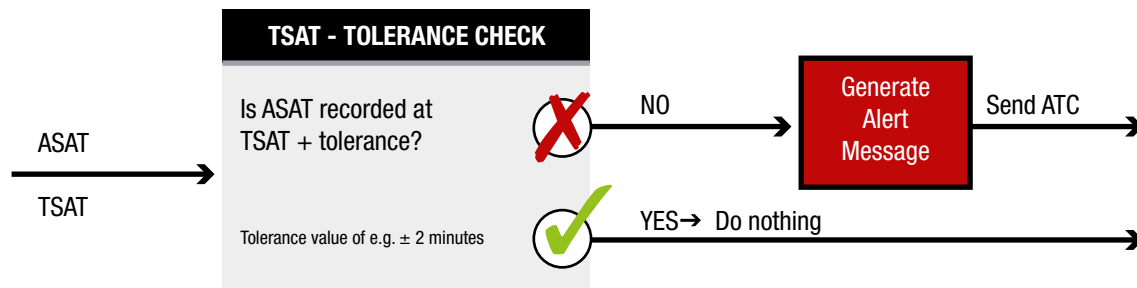 TSAT - TOLERANCE CHECK
Is ASAT recorded at
TSAT + tolerance?
Tolerance value of e.g. ± 2 minutes
ASAT
TSAT
NO
Generate
Alert
Message
Send ATC
YES➔ Do nothing